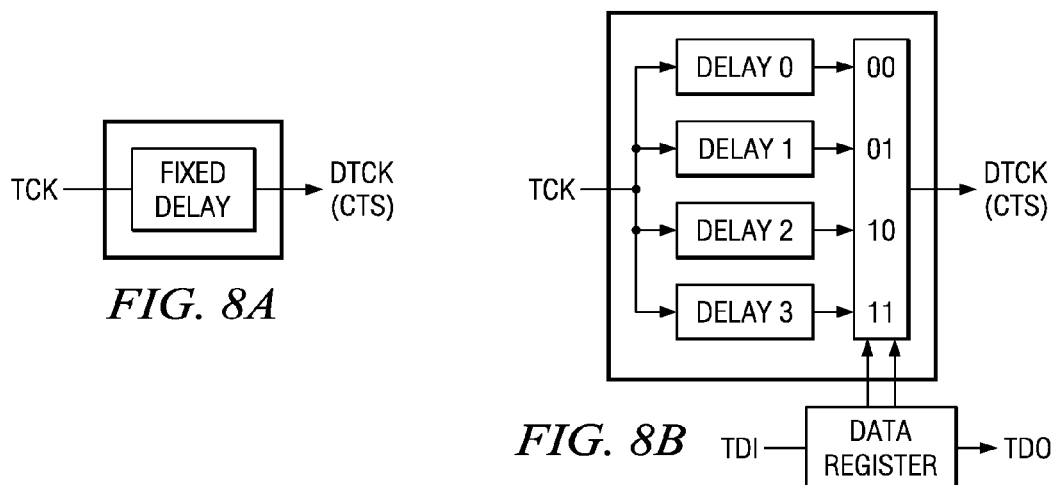 TCK
FIXED
DELAY
DTCK
(CTS)
FIG. 8A
TCK
DELAY 0
00
DELAY 1
01
DELAY 2
10
DELAY 3
11
DTCK
(CTS)
FIG. 8B
TDI
DATA
REGISTER
TDO